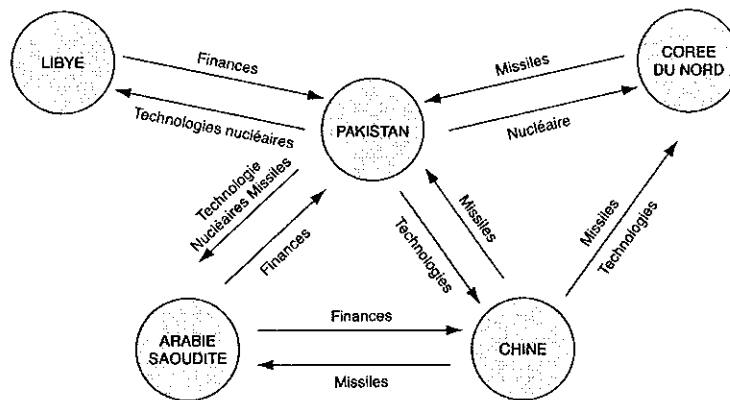 LIBYE
Finances
Technologies nucléaires
PAKISTAN
Missiles
Nucléaire
COREE
DU NORD
Technologie
Nucléaires Missiles
Finances
Technologies
Missiles
Missiles
Technologies
ARABIE
SAOUDITE
Finances
Missiles
CHINE